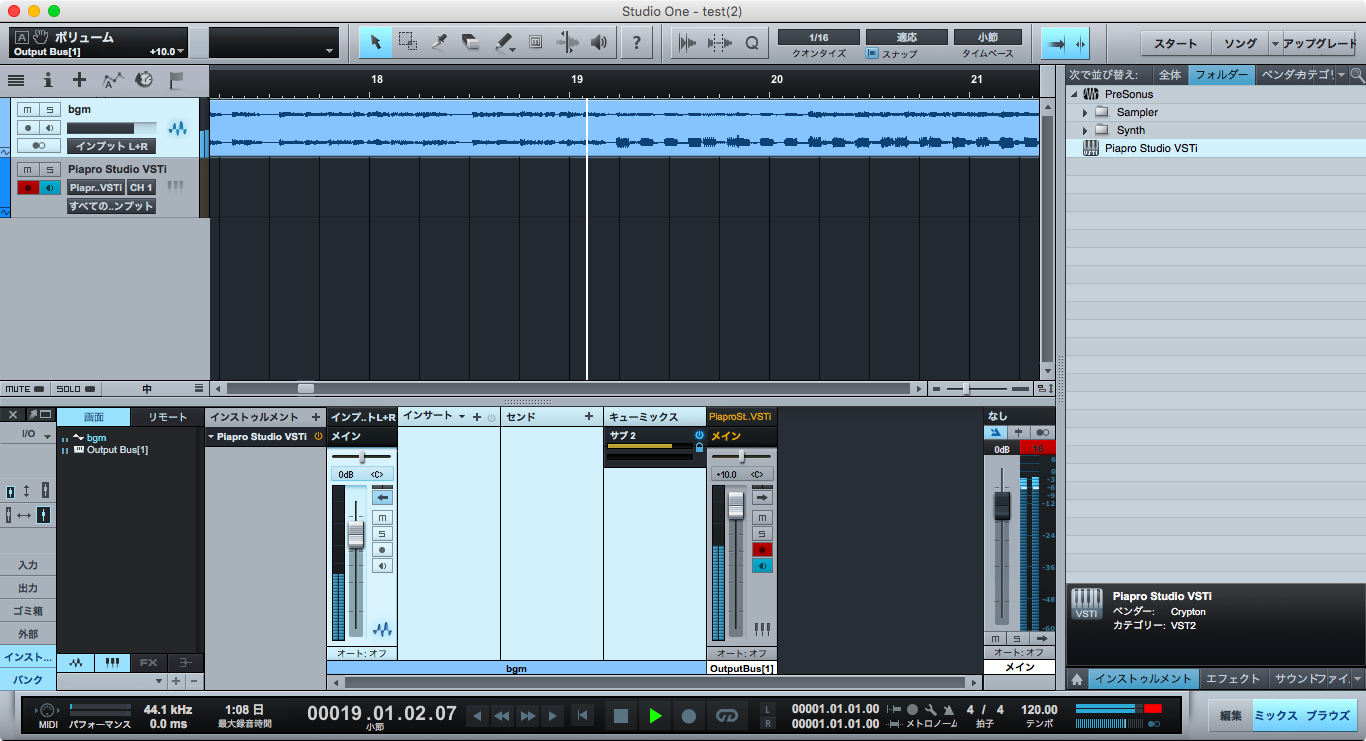 Studio One - test(2)
A ボリューム
Output Bus[1] +10.0
1/16 適応 小節
クオンタイズ スナップ タイムベース
スタート ソング アップグレード
18 19 20 21
次で並び替え: 全体 フォルダー ベンダ カテゴリ
M S bgm
インプット L+R
M S Piapro Studio VSTi
Piapr..VSTi CH 1
すべての..ンプット
PreSonus
Sampler
Synth
Piapro Studio VSTi
MUTE SOLO 中
画面 リモート
I/O
bgm
Output Bus[1]
入力
出力
ゴミ箱
外部
インスト...
バンク
FX
インストゥルメント
Piapro Studio VSTi
インプ..トL+R
メイン
0dB <C>
M
S
オート: オフ
インサート
センド
キューミックス
サブ 2
bgm
PiaproSt..VSTi
メイン
+10.0 <C>
M
S
オート: オフ
OutputBus[1]
なし
0dB
6
0
-3
-6
-9
-12
-24
-36
-48
-60
M S
オート: オフ
メイン
VSTi
Piapro Studio VSTi
ベンダー: Crypton
カテゴリー: VST2
インストゥルメント エフェクト サウンド ファイ
MIDI パフォーマンス
44.1 kHz
0.0 ms
1:08 日
最大録音時間
00019.01.02.07
小節
L
R
00001.01.01.00
00001.01.01.00
メトロノーム
4 / 4
拍子
120.00
テンポ
編集 ミックス ブラウズ